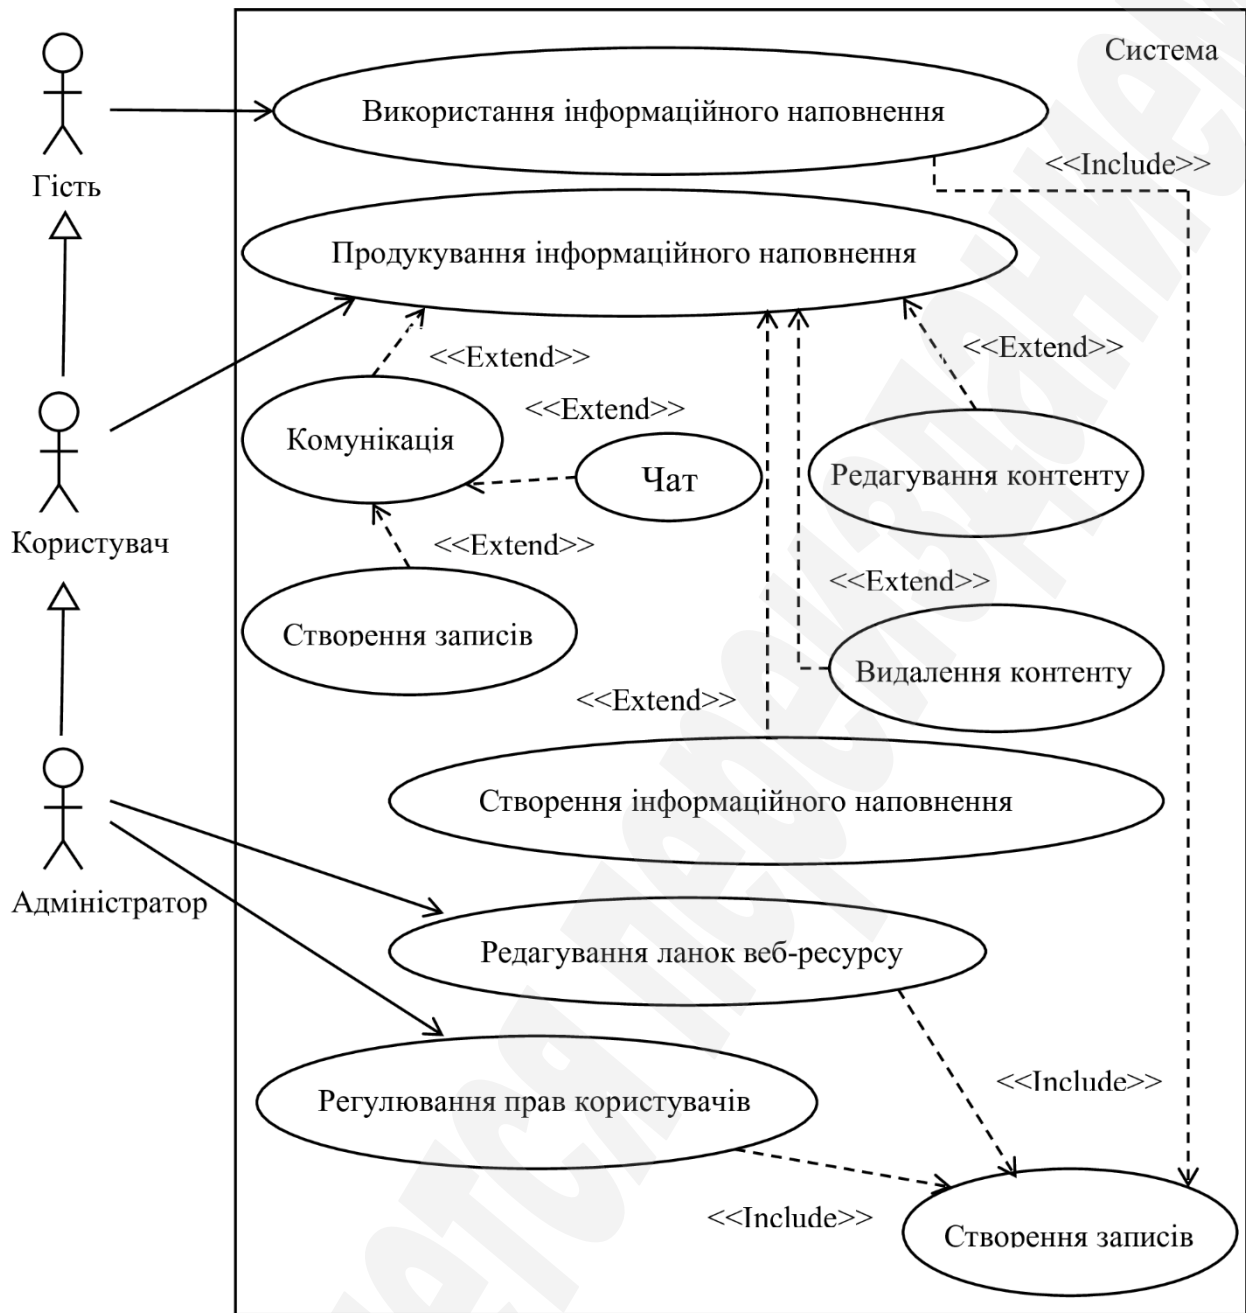 Система
Використання інформаційного наповнення
<<Include>>
Гість
Продукування інформаційного наповнення
<<Extend>>
<<Extend>>
<<Extend>>
Комунікація
Чат
Редагування контенту
Користувач
<<Extend>>
<<Extend>>
Створення записів
Видалення контенту
<<Extend>>
Створення інформаційного наповнення
Адміністратор
Редагування ланок веб-ресурсу
<<Include>>
Регулювання прав користувачів
<<Include>>
Створення записів